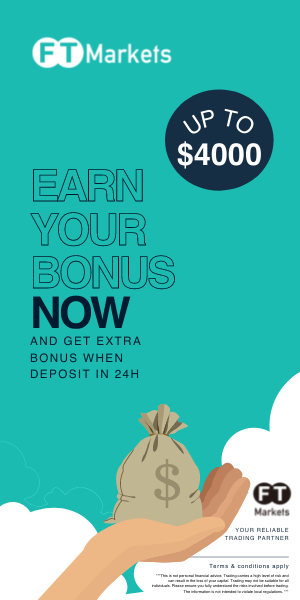 FT Markets
UP TO
$4000
EARN
YOUR
BONUS
NOW
AND GET EXTRA
BONUS WHEN
DEPOSIT IN 24H
$
FT
Markets
YOUR RELIABLE
TRADING PARTNER
Terms & conditions apply
***This is not personal financial advice. Trading carries a high level of risk and
can result in the loss of your capital. Trading may not be suitable for all
individuals. Please ensure you fully understand the risks involved before trading.
The information is not intended to violate local regulations. ***